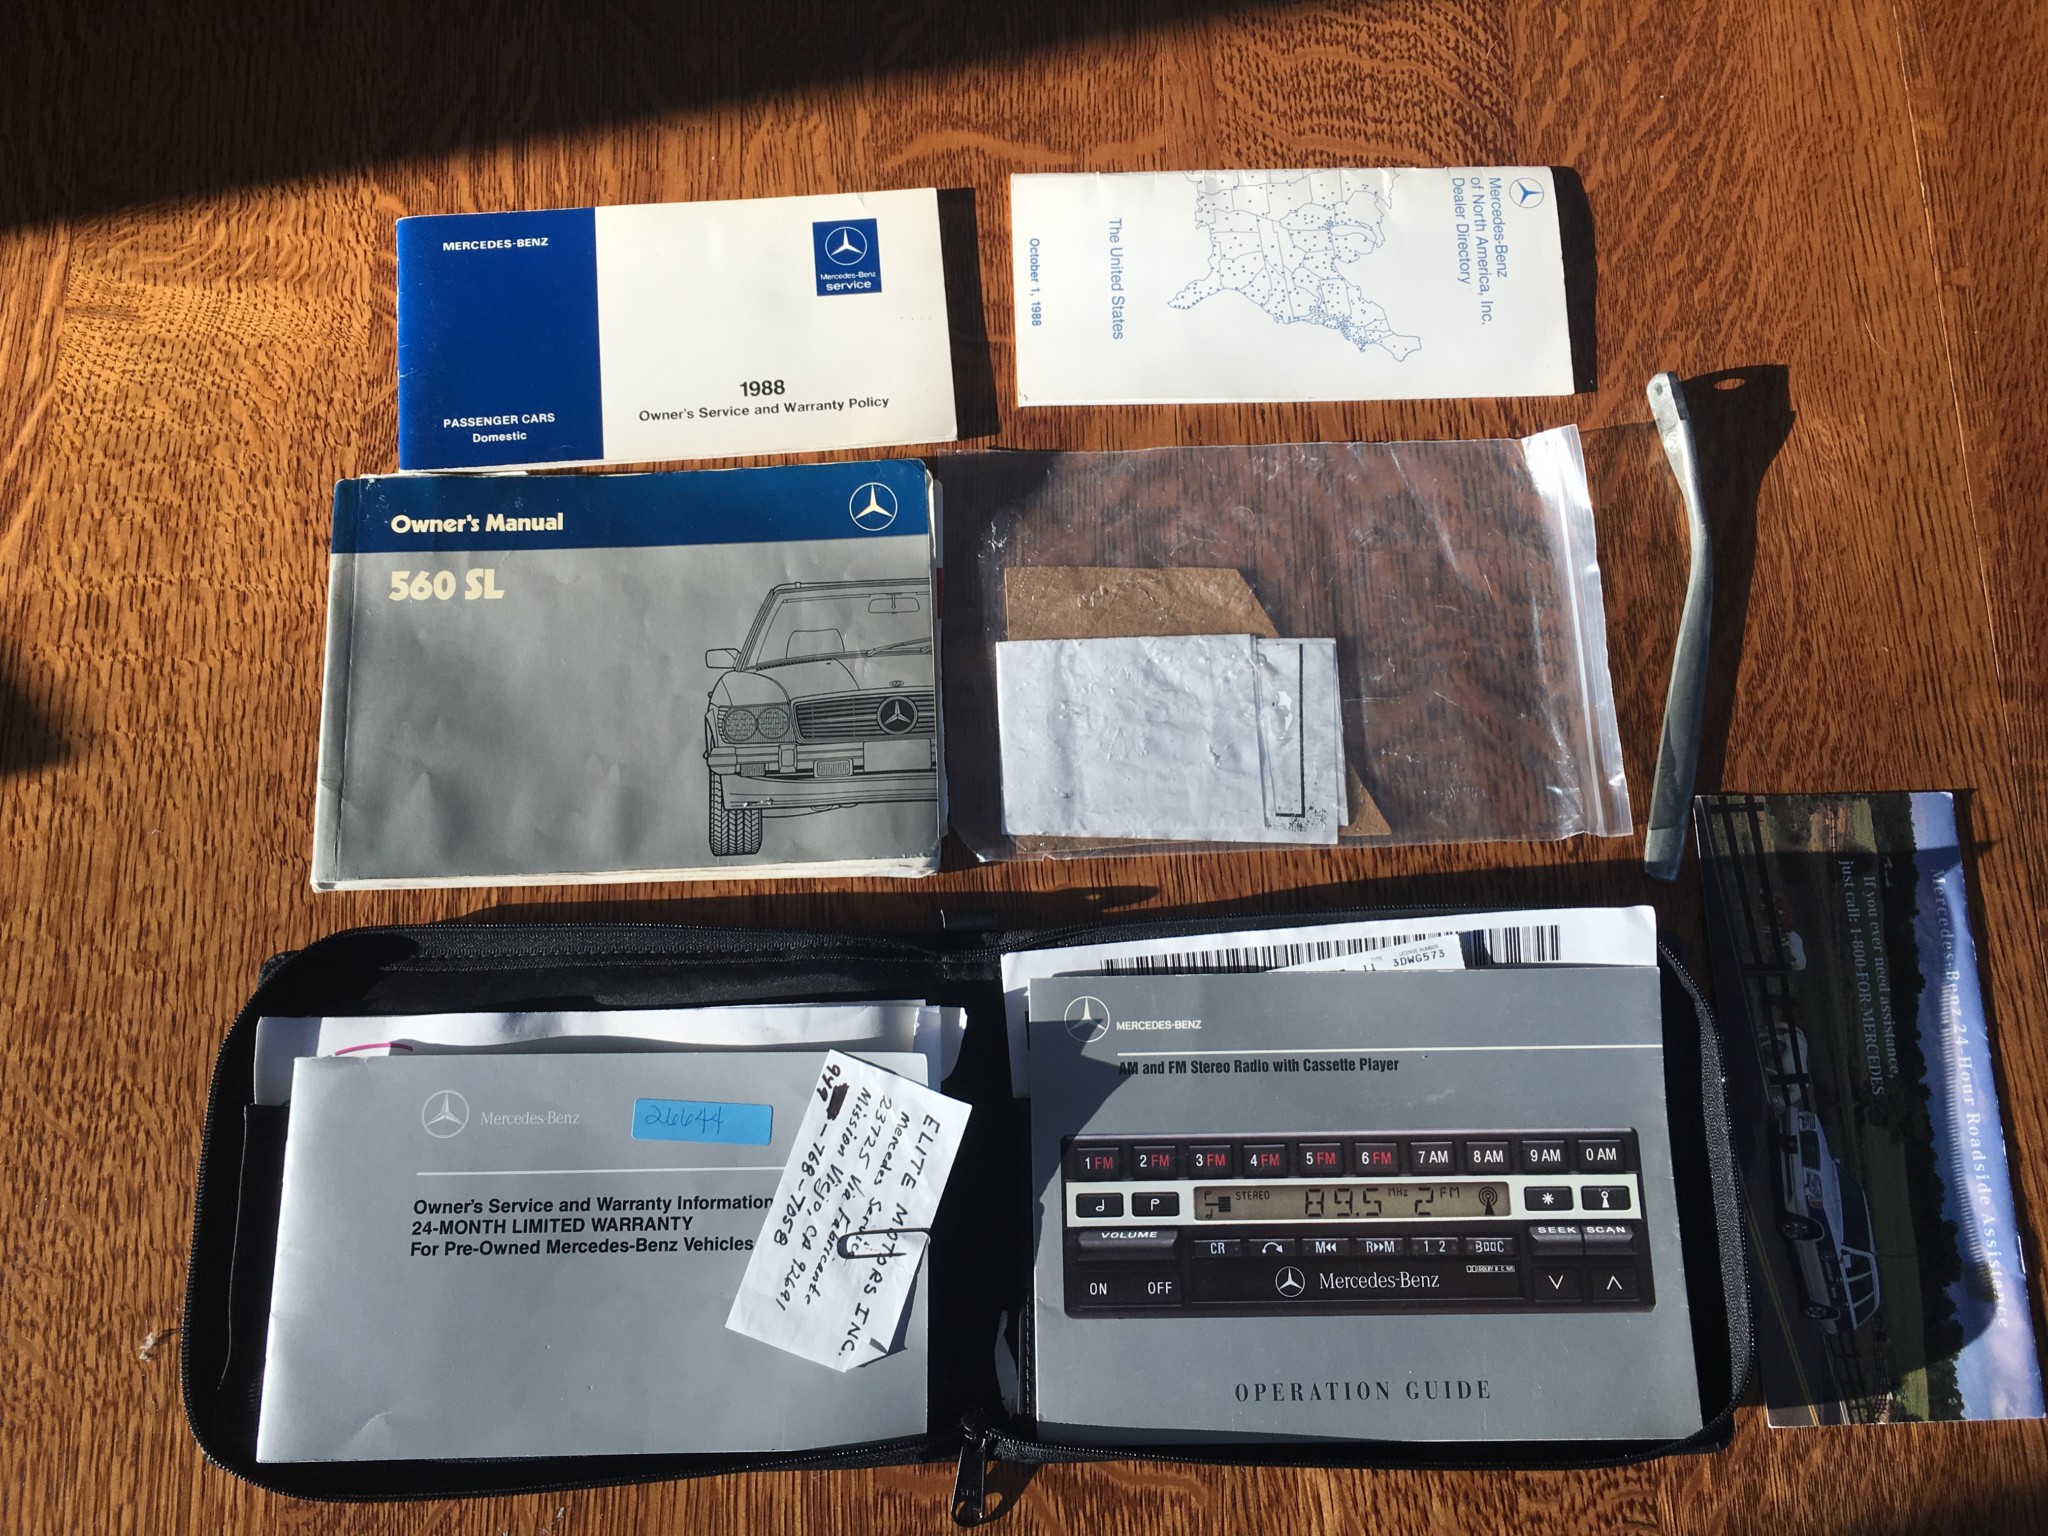 MERCEDES-BENZ
PASSENGER CARS
Domestic
Mercedes-Benz
service
1988
Owner's Service and Warranty Policy
Mercedes-Benz
of North America, Inc.
Dealer Directory
The United States
October 1, 1988
Owner's Manual
560 SL
Mercedes-Benz 24 Hour Roadside Assistance
If you ever need assistance,
just call: 1-800-FOR-MERCEDES
Mercedes-Benz
26644
Owner's Service and Warranty Information
24-MONTH LIMITED WARRANTY
For Pre-Owned Mercedes-Benz Vehicles
ELITE MOTORS INC.
Mercedes Service
23725 Via Fabricante
Mission Viejo, CA 92691
949-768-7058
TYPE
LICENSE NUMBER
11 3DWG573
MERCEDES-BENZ
AM and FM Stereo Radio with Cassette Player
1 FM 2 FM 3 FM 4 FM 5 FM 6 FM 7 AM 8 AM 9 AM 0 AM
P STEREO 89.5 MHz 2 FM *
VOLUME SEEK SCAN
CR M R M 1 2 B C
ON OFF Mercedes-Benz
OPERATION GUIDE